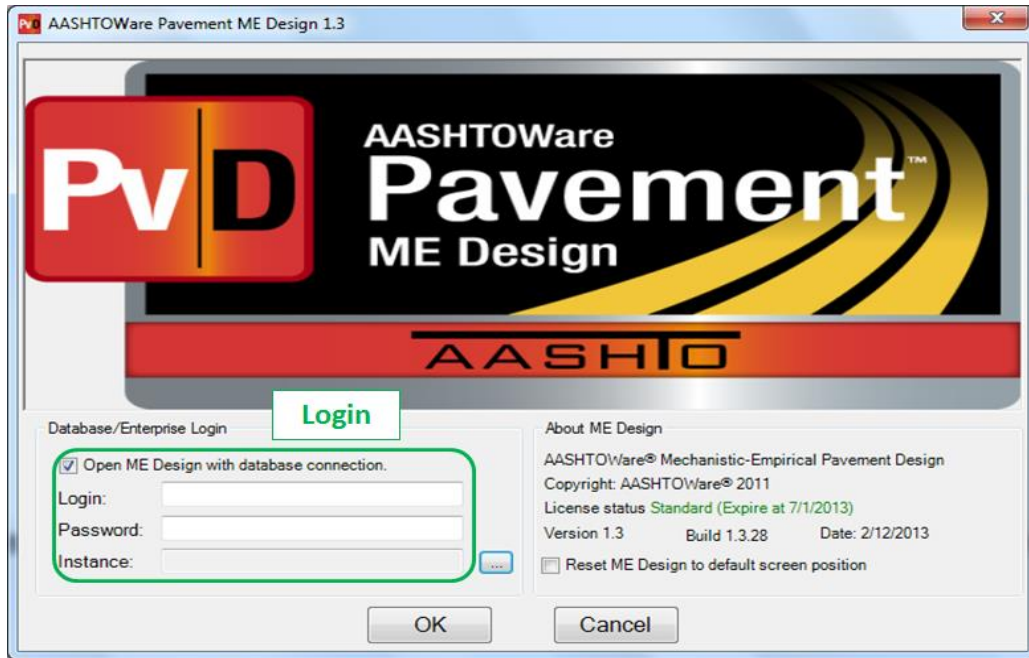 PvD AASHTOWare Pavement ME Design 1.3
PvD
AASHTOWare
Pavement™
ME Design
AASHTO
Login
Database/Enterprise Login
Open ME Design with database connection.
Login:
Password:
Instance:
...
About ME Design
AASHTOWare® Mechanistic-Empirical Pavement Design
Copyright: AASHTOWare® 2011
License status Standard (Expire at 7/1/2013)
Version 1.3 Build 1.3.28 Date: 2/12/2013
Reset ME Design to default screen position
OK Cancel